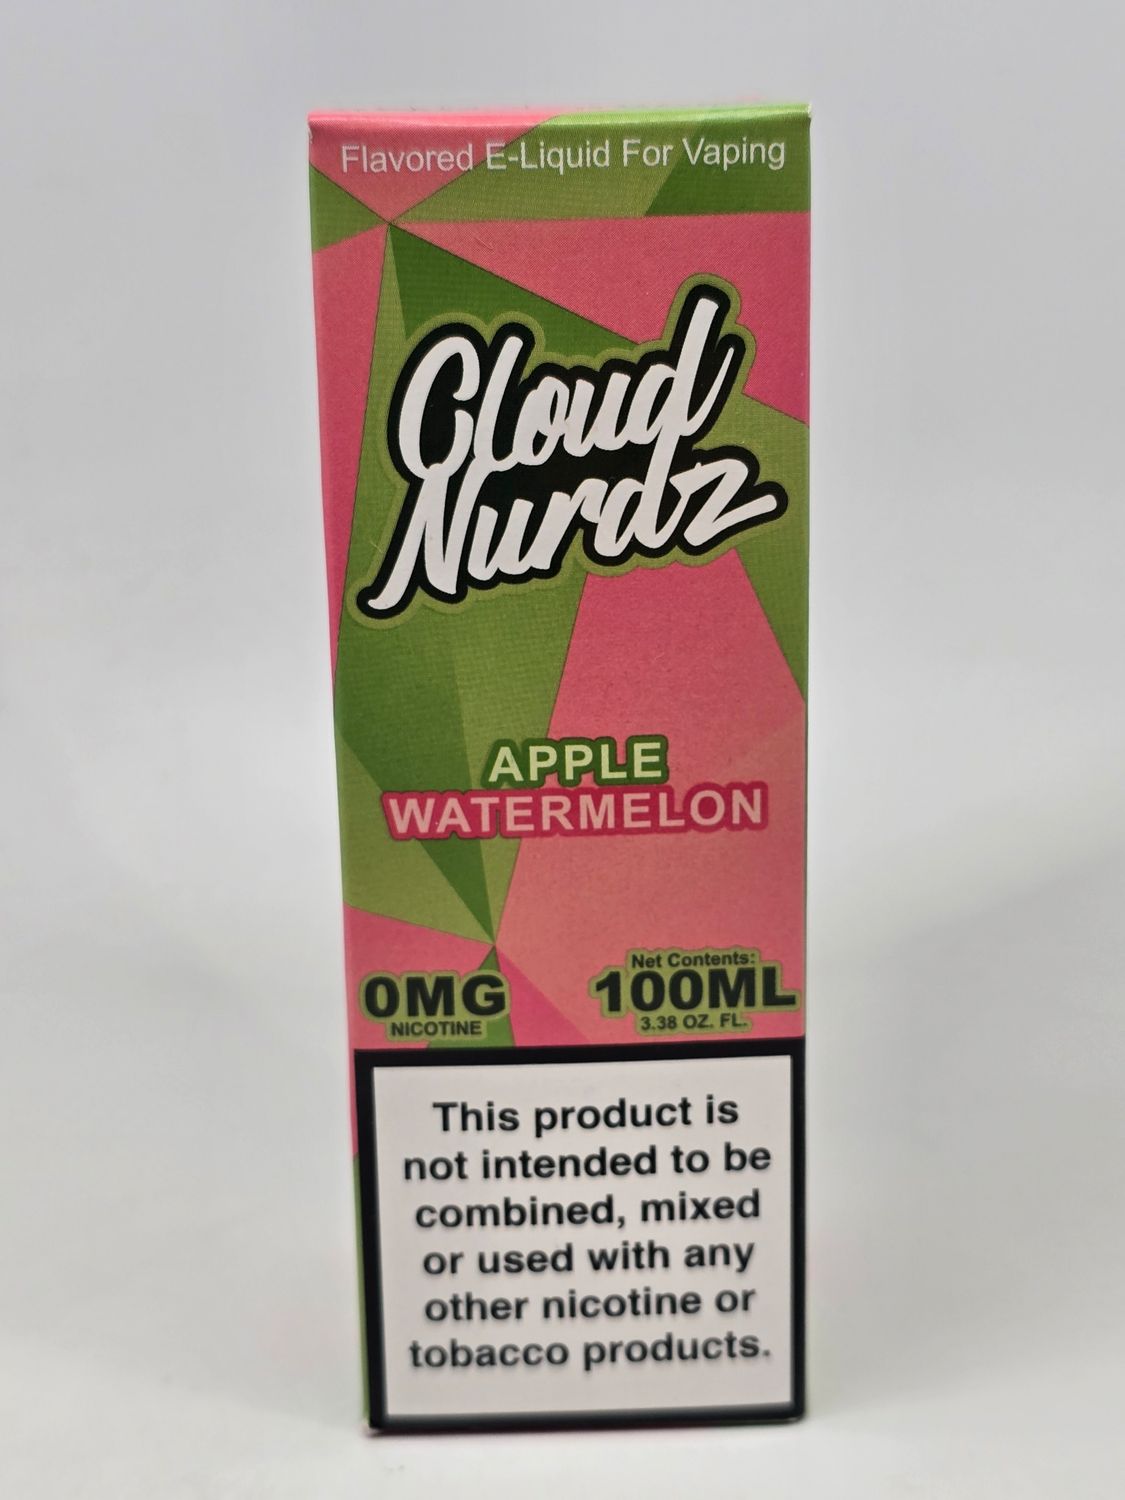 Flavored E-Liquid For Vaping
Cloud
Nurdz
APPLE
WATERMELON
0MG
NICOTINE
Net Contents:
100ML
3.38 OZ. FL.
This product is
not intended to be
combined, mixed
or used with any
other nicotine or
tobacco products.